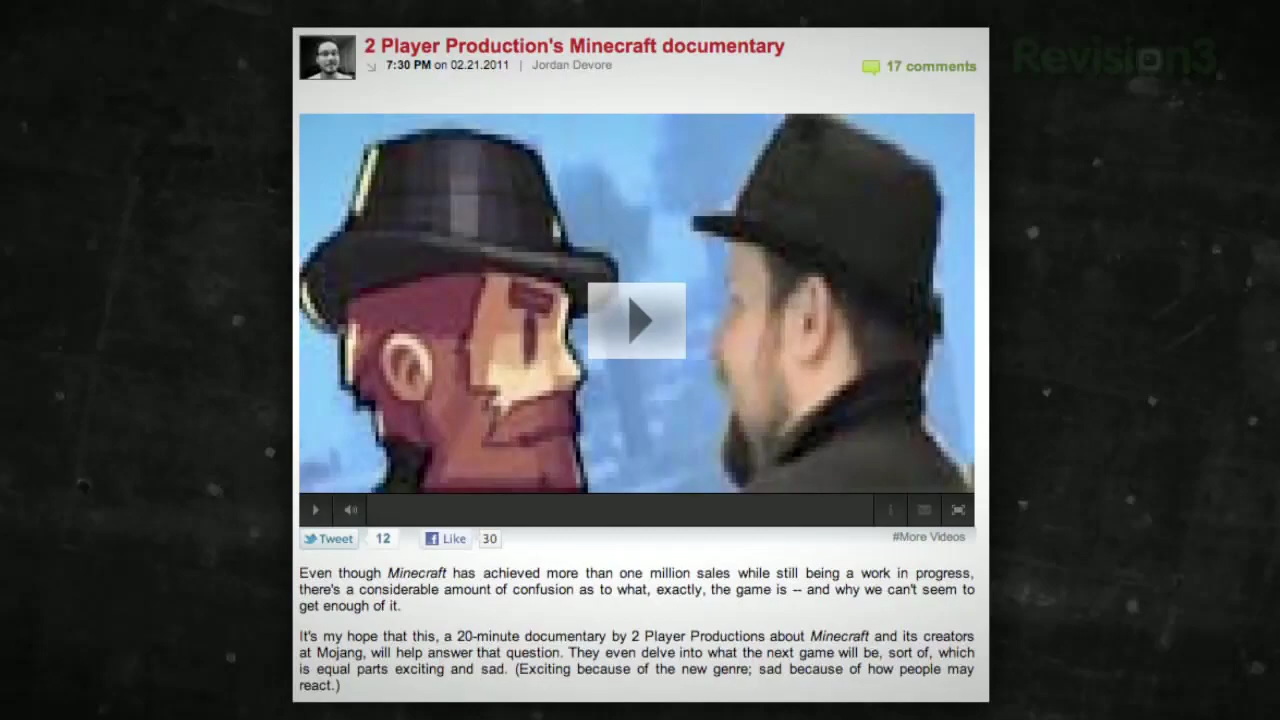 2 Player Production's Minecraft documentary
7:30 PM on 02.21.2011 | Jordan Devore
17 comments
Revision3
Tweet 12 Like 30
#More Videos
Even though Minecraft has achieved more than one million sales while still being a work in progress,
there's a considerable amount of confusion as to what, exactly, the game is -- and why we can't seem to
get enough of it.
It's my hope that this, a 20-minute documentary by 2 Player Productions about Minecraft and its creators
at Mojang, will help answer that question. They even delve into what the next game will be, sort of, which
is equal parts exciting and sad. (Exciting because of the new genre; sad because of how people may
react.)